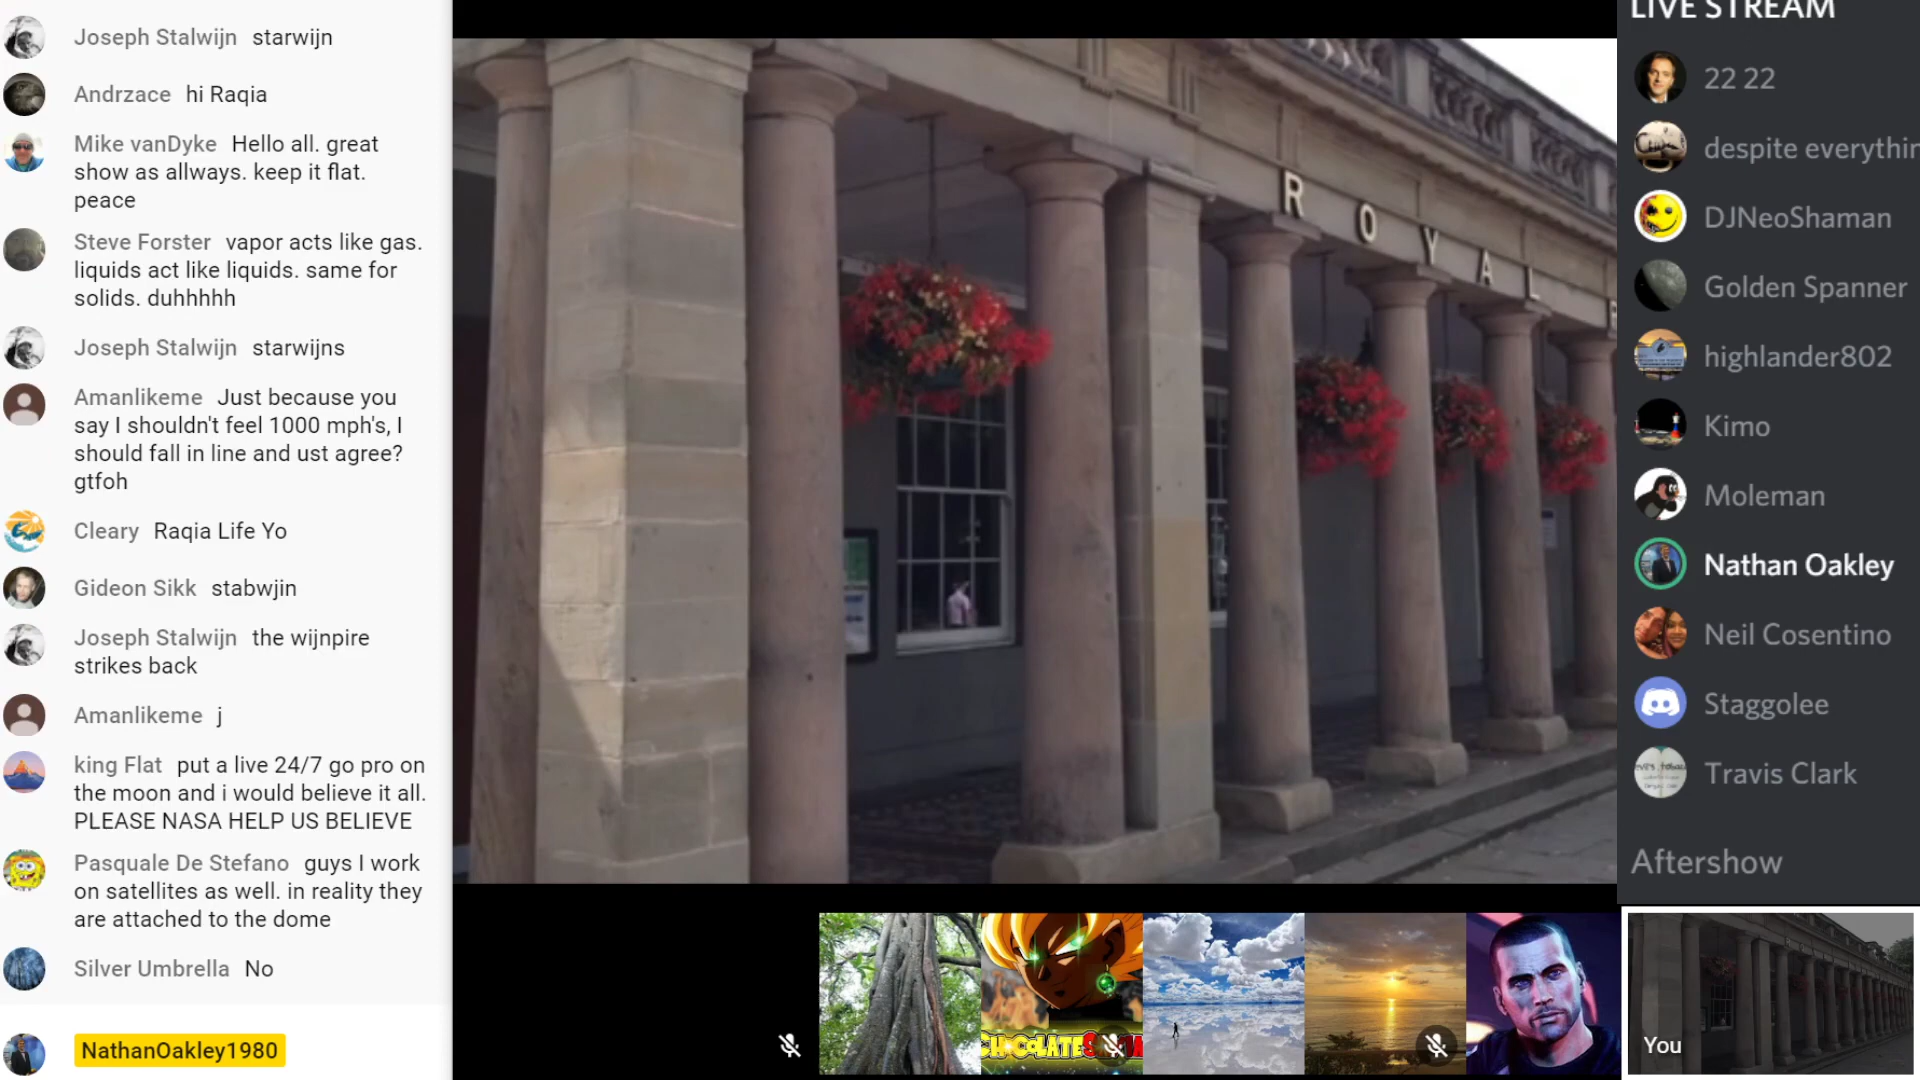 Joseph Stalwijn starwijn
Andrzace hi Raqia
Mike vanDyke Hello all. great
show as allways. keep it flat.
peace
Steve Forster vapor acts like gas.
liquids act like liquids. same for
solids. duhhhhh
Joseph Stalwijn starwijns
Amanlikeme Just because you
say I shouldn't feel 1000 mph's, I
should fall in line and ust agree?
gtfoh
Cleary Raqia Life Yo
Gideon Sikk stabwjin
Joseph Stalwijn the wijnpire
strikes back
Amanlikeme j
king Flat put a live 24/7 go pro on
the moon and i would believe it all.
PLEASE NASA HELP US BELIEVE
Pasquale De Stefano guys I work
on satellites as well. in reality they
are attached to the dome
Silver Umbrella No
NathanOakley1980
ROYAL
LIVE STREAM
22 22
despite everythin
DJNeoShaman
Golden Spanner
highlander802
Kimo
Moleman
Nathan Oakley
Neil Cosentino
Staggolee
Travis Clark
Aftershow
You